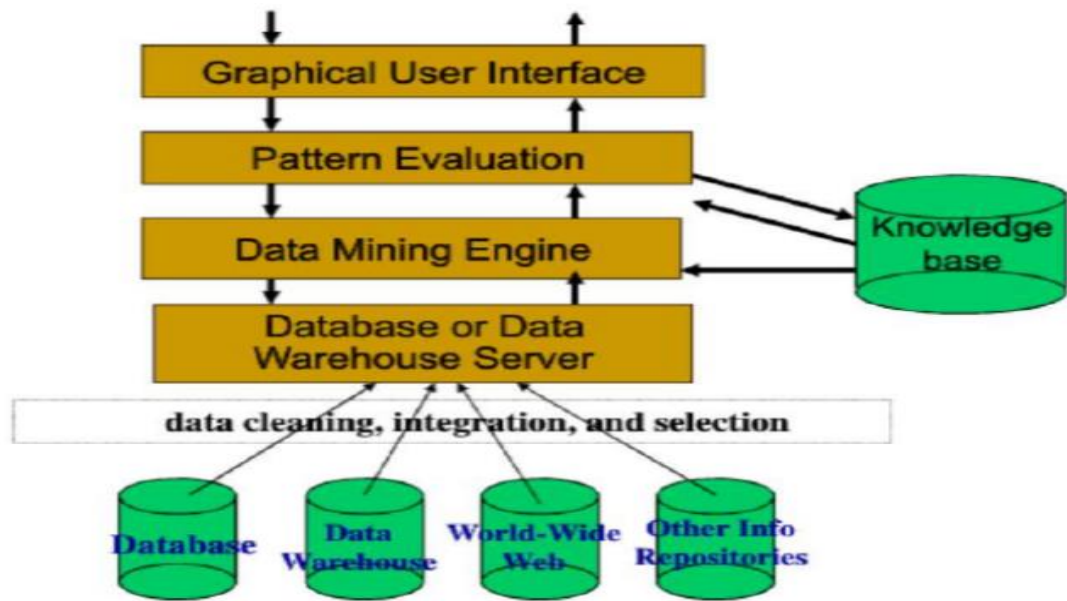 Graphical User Interface
Pattern Evaluation
Data Mining Engine
Knowledge
base
Database or Data
Warehouse Server
data cleaning, integration, and selection
Database
Data
Warehouse
World-Wide
Web
Other Info
Repositories